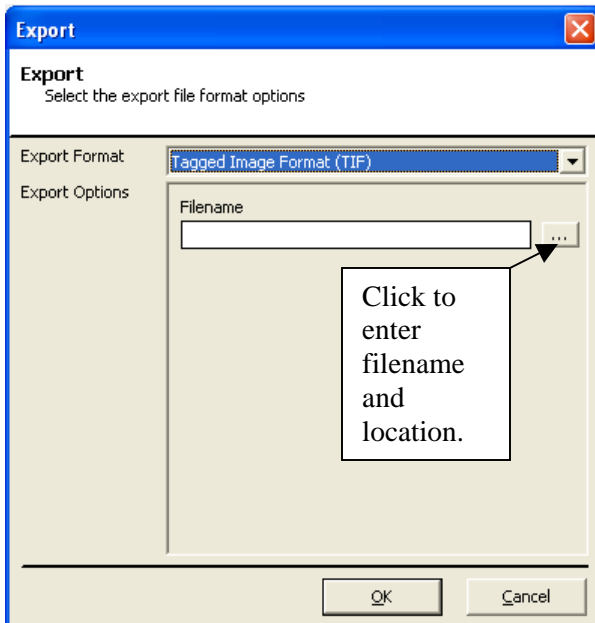 Export
Export
Select the export file format options
Export Format
Tagged Image Format (TIF)
Export Options
Filename
...
Click to
enter
filename
and
location.
OK
Cancel